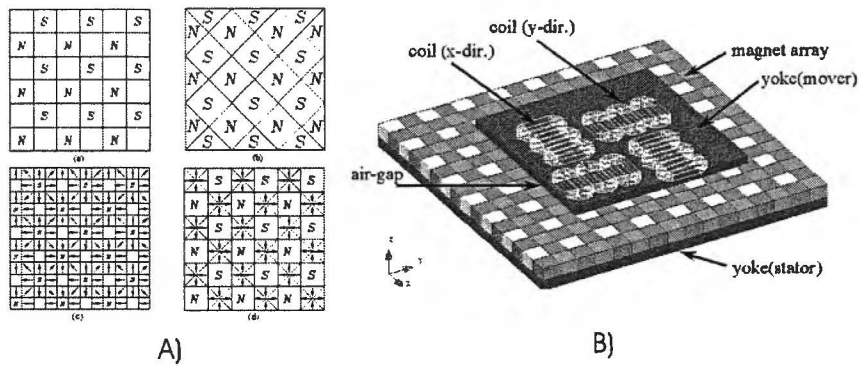 S S S
N N N
S S S
N N N
S S S
N N N
(a)
S S S
N N N N
S S S
N N N N
S S S
N N N N
S S S
(b)
S S S
N N N
S S S
N N N
S S S
N N N
(c)
S S S
N N N
S S S
N N N
S S S
N N N
(d)
A)
coil (y-dir.)
coil (x-dir.)
magnet array
yoke(mover)
air-gap
yoke(stator)
z
B)